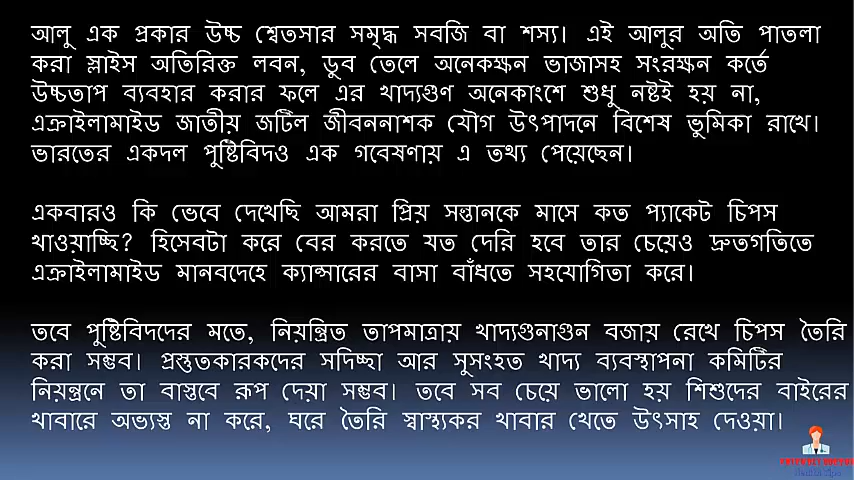 আলু এক প্রকার উচ্চ শ্বেতসার সমৃদ্ধ সবজি বা শস্য। এই আলুর অতি পাতলা
করা স্লাইস অতিরিক্ত লবন, ডুব তেলে অনেকক্ষন ভাজাসহ সংরক্ষন কর্তে
উচ্চতাপ ব্যবহার করার ফলে এর খাদ্যগুণ অনেকাংশে শুধু নষ্টই হয় না,
এক্রাইলামাইড জাতীয় জটিল জীবননাশক যৌগ উৎপাদনে বিশেষ ভুমিকা রাখে।
ভারতের একদল পুষ্টিবিদও এক গবেষণায় এ তথ্য পেয়েছেন।
একবারও কি ভেবে দেখেছি আমরা প্রিয় সন্তানকে মাসে কত প্যাকেট চিপস
খাওয়াচ্ছি? হিসেবটা করে বের করতে যত দেরি হবে তার চেয়েও দ্রুতগতিতে
এক্রাইলামাইড মানবদেহে ক্যান্সারের বাসা বাঁধতে সহযোগিতা করে।
তবে পুষ্টিবিদদের মতে, নিয়ন্ত্রিত তাপমাত্রায় খাদ্যগুনাগুন বজায় রেখে চিপস তৈরি
করা সম্ভব। প্রস্তুতকারকদের সদিচ্ছা আর সুসংহত খাদ্য ব্যবস্থাপনা কমিটির
নিয়ন্ত্রনে তা বাস্তবে রূপ দেয়া সম্ভব। তবে সব চেয়ে ভালো হয় শিশুদের বাইরের
খাবারে অভ্যস্ত না করে, ঘরে তৈরি স্বাস্থ্যকর খাবার খেতে উৎসাহ দেওয়া।
Health Tips